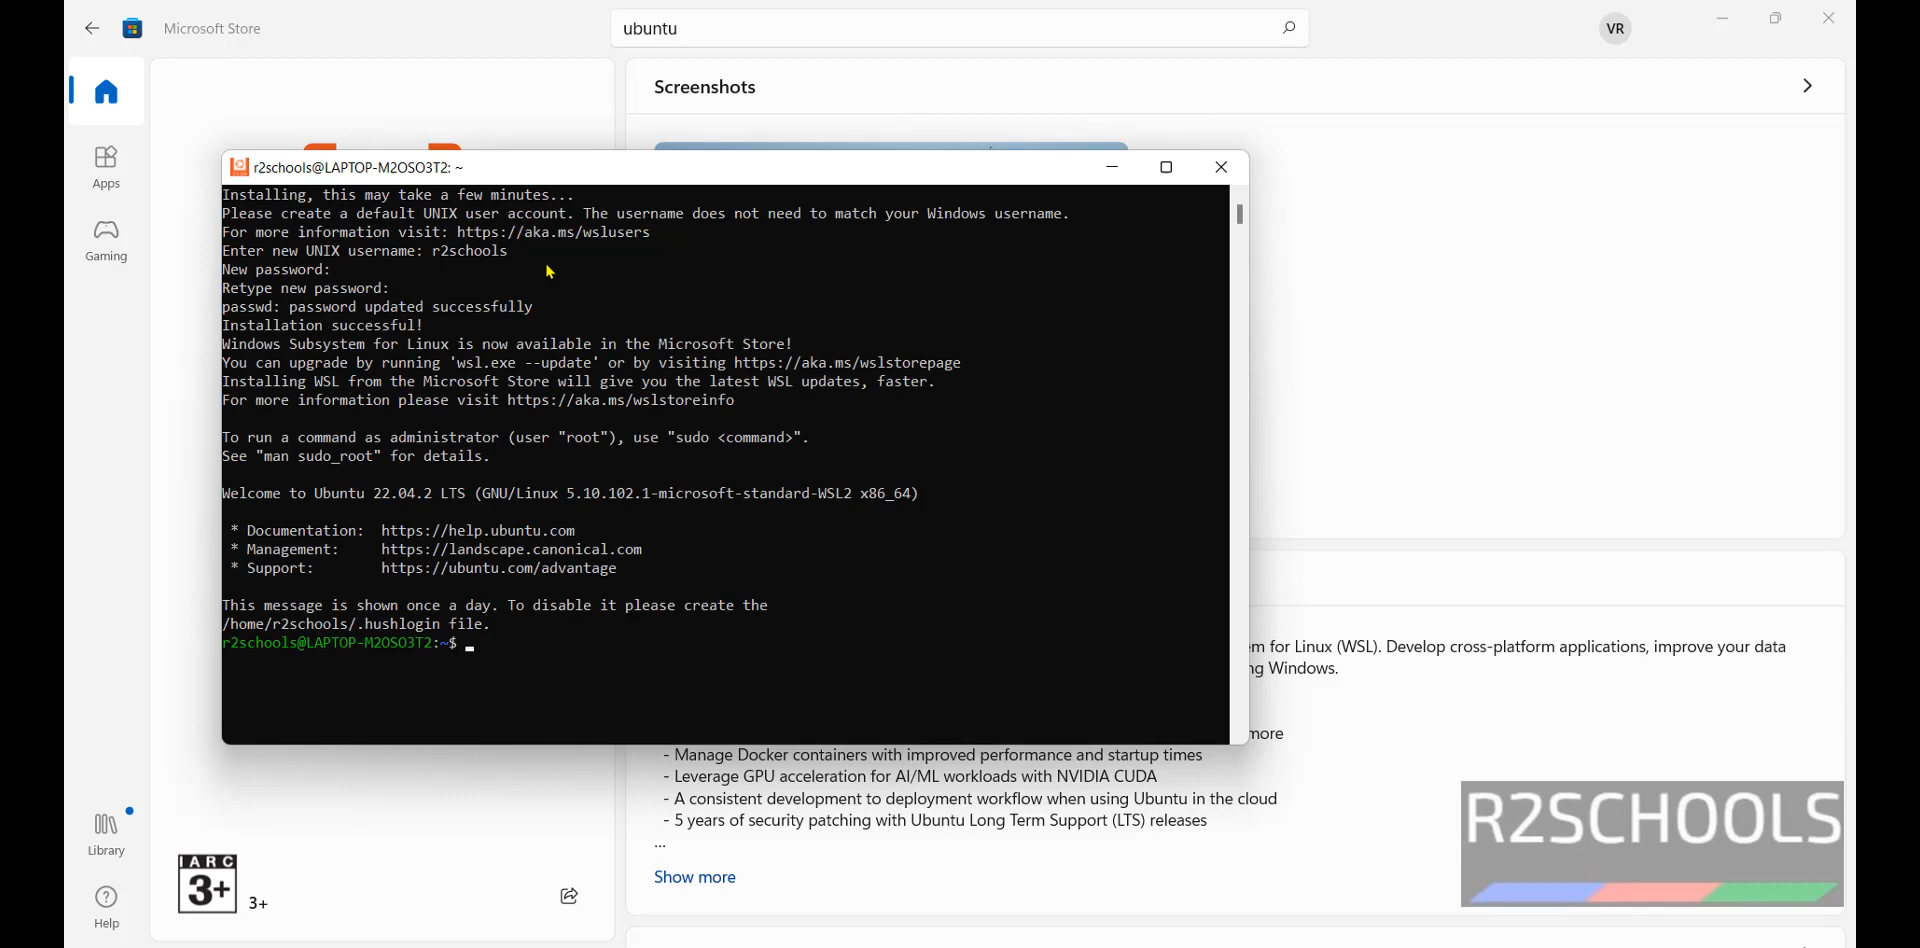 Microsoft Store
ubuntu
VR
Apps
Gaming
Library
Help
Screenshots
r2schools@LAPTOP-M2OSO3T2: ~
Installing, this may take a few minutes...
Please create a default UNIX user account. The username does not need to match your Windows username.
For more information visit: https://aka.ms/wslusers
Enter new UNIX username: r2schools
New password:
Retype new password:
passwd: password updated successfully
Installation successful!
Windows Subsystem for Linux is now available in the Microsoft Store!
You can upgrade by running 'wsl.exe --update' or by visiting https://aka.ms/wslstorepage
Installing WSL from the Microsoft Store will give you the latest WSL updates, faster.
For more information please visit https://aka.ms/wslstoreinfo
To run a command as administrator (user "root"), use "sudo <command>".
See "man sudo_root" for details.
Welcome to Ubuntu 22.04.2 LTS (GNU/Linux 5.10.102.1-microsoft-standard-WSL2 x86_64)
* Documentation: https://help.ubuntu.com
* Management: https://landscape.canonical.com
* Support: https://ubuntu.com/advantage
This message is shown once a day. To disable it please create the
/home/r2schools/.hushlogin file.
r2schools@LAPTOP-M2OSO3T2:~$
m for Linux (WSL). Develop cross-platform applications, improve your data
ng Windows.
more
- Manage Docker containers with improved performance and startup times
- Leverage GPU acceleration for AI/ML workloads with NVIDIA CUDA
- A consistent development to deployment workflow when using Ubuntu in the cloud
- 5 years of security patching with Ubuntu Long Term Support (LTS) releases
...
Show more
IARC
3+
3+
R2SCHOOLS